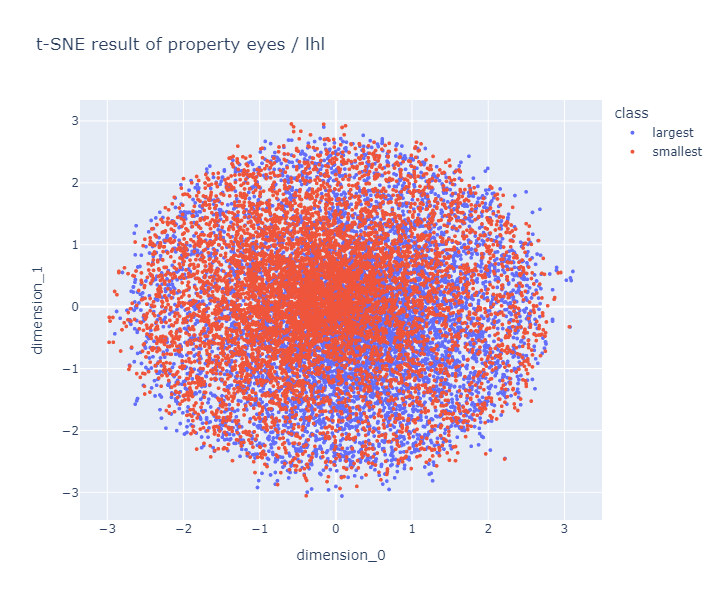 t-SNE result of property eyes / lhl
class
largest
smallest
dimension_1
3
2
1
0
−1
−2
−3
−3
−2
−1
0
1
2
3
dimension_0